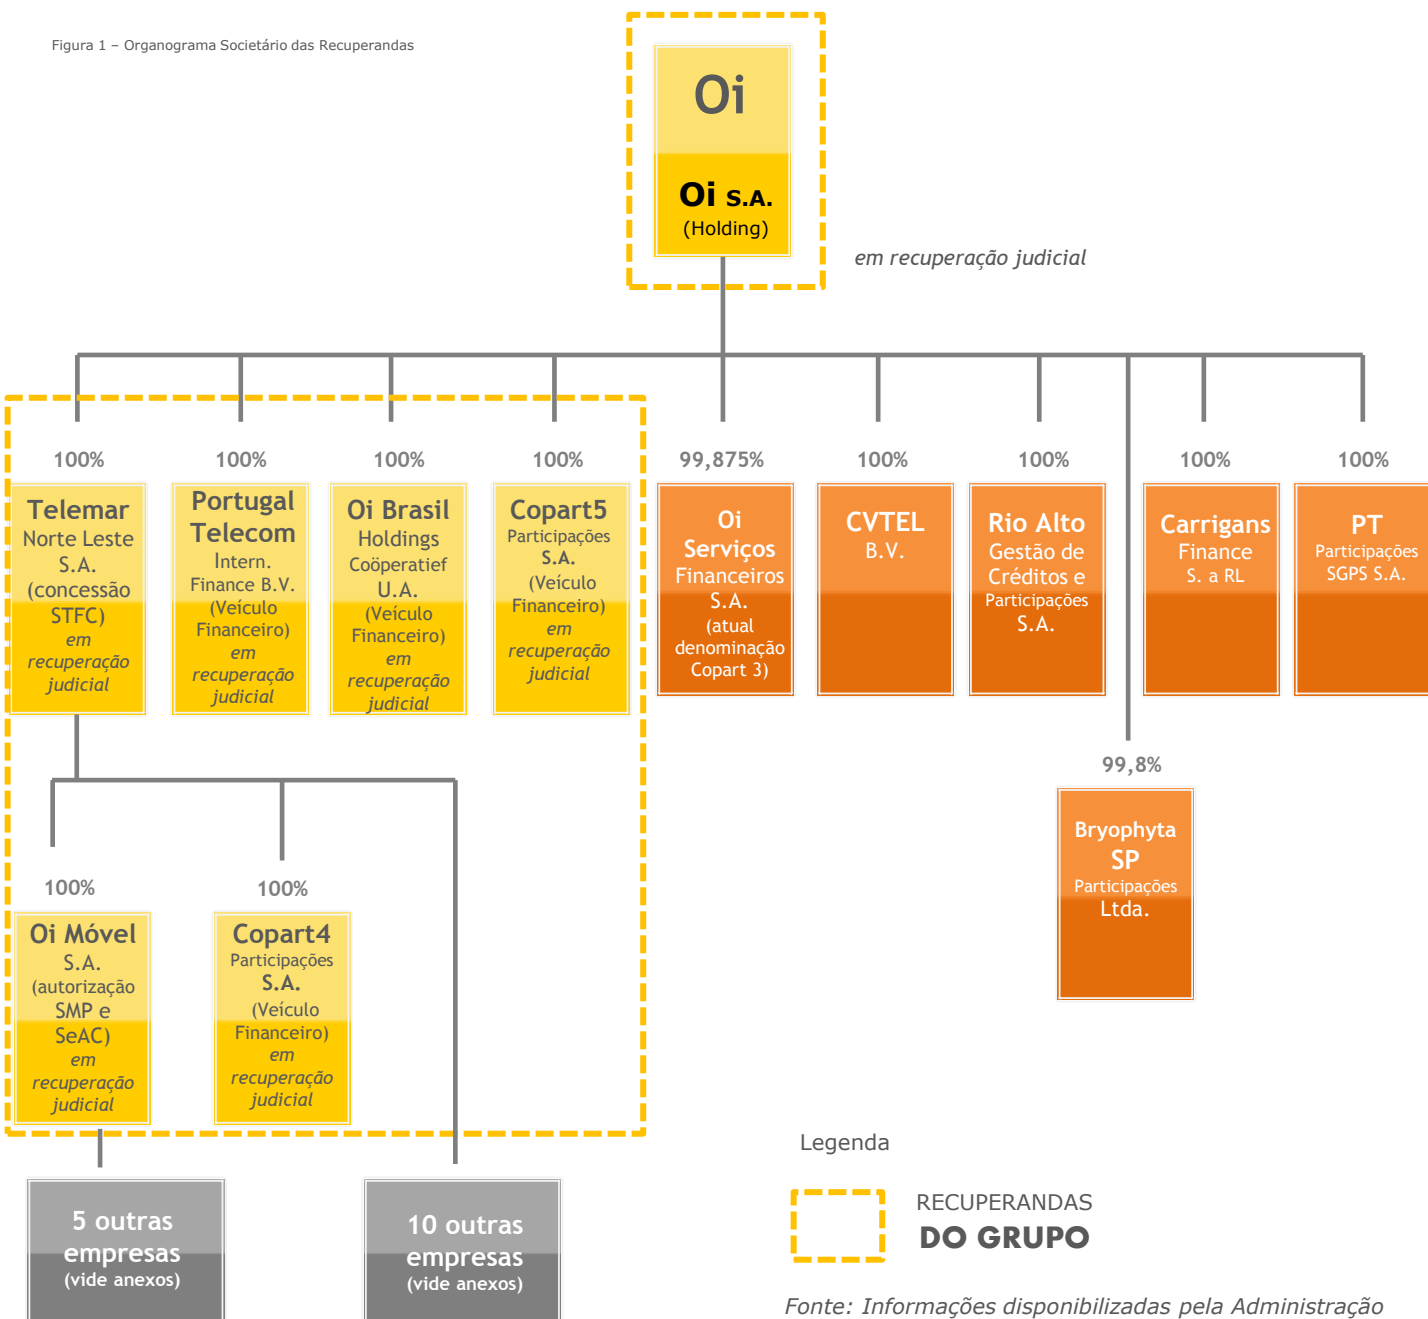 Figura 1 – Organograma Societário das Recuperandas
Oi
Oi S.A.
(Holding)
em recuperação judicial
100%
100%
100%
100%
99,875%
100%
100%
100%
100%
Telemar
Norte Leste
S.A.
(concessão
STFC)
em
recuperação
judicial
Portugal
Telecom
Intern.
Finance B.V.
(Veículo
Financeiro)
em
recuperação
judicial
Oi Brasil
Holdings
Coöperatief
U.A.
(Veículo
Financeiro)
em
recuperação
judicial
Copart5
Participações
S.A.
(Veículo
Financeiro)
em
recuperação
judicial
Oi
Serviços
Financeiros
S.A.
(atual
denominação
Copart 3)
CVTEL
B.V.
Rio Alto
Gestão de
Créditos e
Participações
S.A.
Carrigans
Finance
S. a RL
PT
Participações
SGPS S.A.
99,8%
Bryophyta
SP
Participações
Ltda.
100%
100%
Oi Móvel
S.A.
(autorização
SMP e
SeAC)
em
recuperação
judicial
Copart4
Participações
S.A.
(Veículo
Financeiro)
em
recuperação
judicial
5 outras
empresas
(vide anexos)
10 outras
empresas
(vide anexos)
Legenda
RECUPERANDAS
DO GRUPO
Fonte: Informações disponibilizadas pela Administração